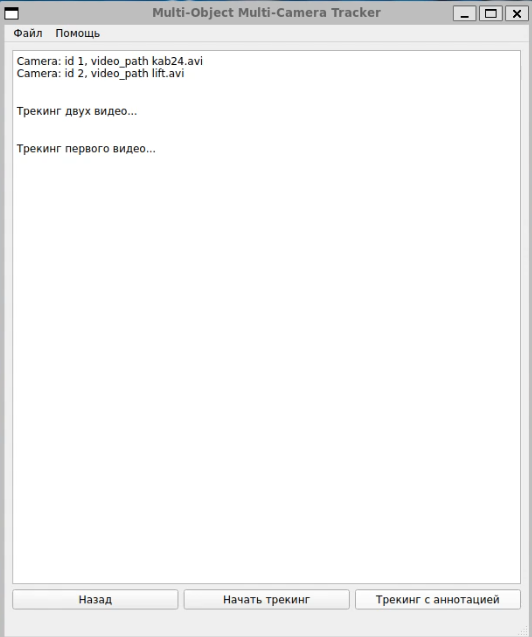 Multi-Object Multi-Camera Tracker
Файл Помощь
Camera: id 1, video_path kab24.avi
Camera: id 2, video_path lift.avi
Трекинг двух видео...
Трекинг первого видео...
Назад Начать трекинг Трекинг с аннотацией